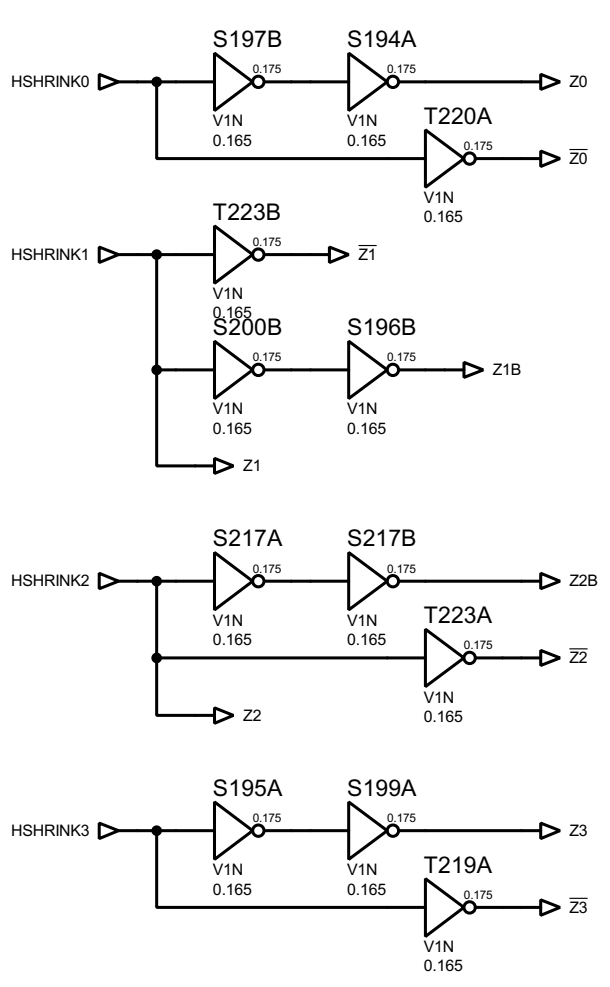 S197B S194A
HSHRINK0 0.175 0.175 Z0
V1N V1N
0.165 0.165
T220A
0.175 Z̅0̅
V1N
0.165
T223B
HSHRINK1 0.175 Z̅1̅
V1N
0.165
S200B S196B
0.175 0.175 Z1B
V1N V1N
0.165 0.165
Z1
S217A S217B
HSHRINK2 0.175 0.175 Z2B
V1N V1N
0.165 0.165
T223A
0.175 Z̅2̅
V1N
0.165
Z2
S195A S199A
HSHRINK3 0.175 0.175 Z3
V1N V1N
0.165 0.165
T219A
0.175 Z̅3̅
V1N
0.165